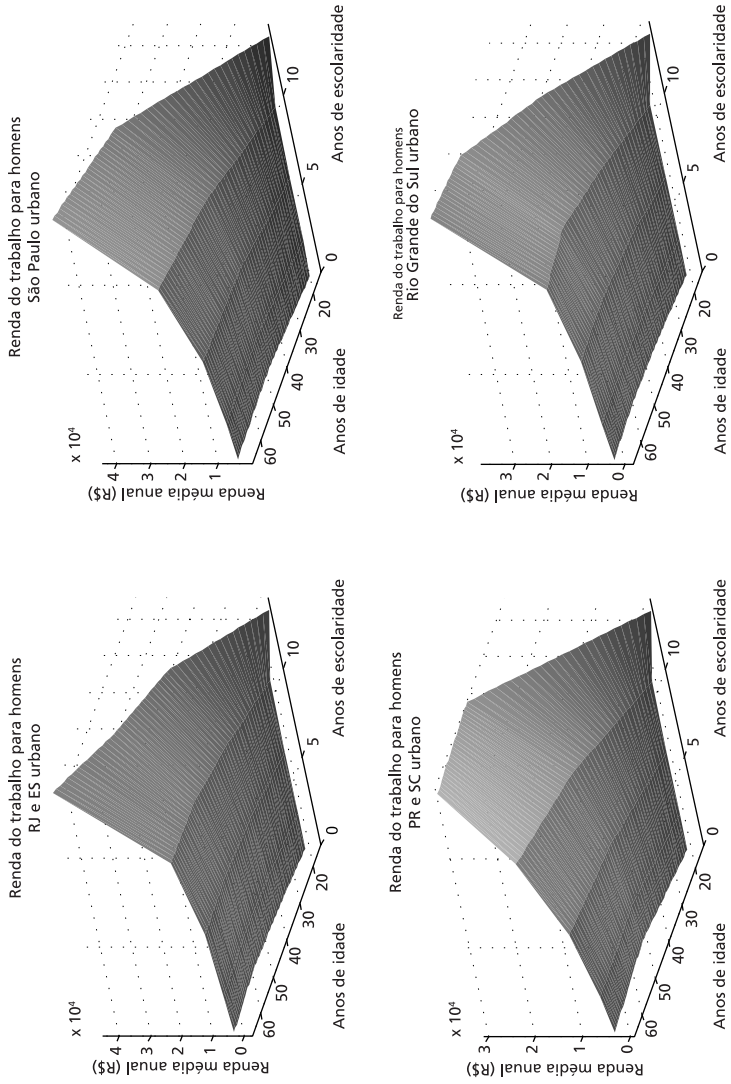 Renda do trabalho para homens
RJ e ES urbano
x 10⁴
4
3
2
1
0
Renda média anual (R$)
60
50
40
30
20
Anos de idade
0
5
10
Anos de escolaridade
Renda do trabalho para homens
São Paulo urbano
x 10⁴
4
3
2
1
Renda média anual (R$)
60
50
40
30
20
Anos de idade
0
5
10
Anos de escolaridade
Renda do trabalho para homens
PR e SC urbano
3
2
1
0
Renda média anual (R$)
60
50
40
30
20
Anos de idade
0
5
10
Anos de escolaridade
Renda do trabalho para homens
Rio Grande do Sul urbano
x 10⁴
3
2
1
0
Renda média anual (R$)
60
50
40
30
20
Anos de idade
0
5
10
Anos de escolaridade